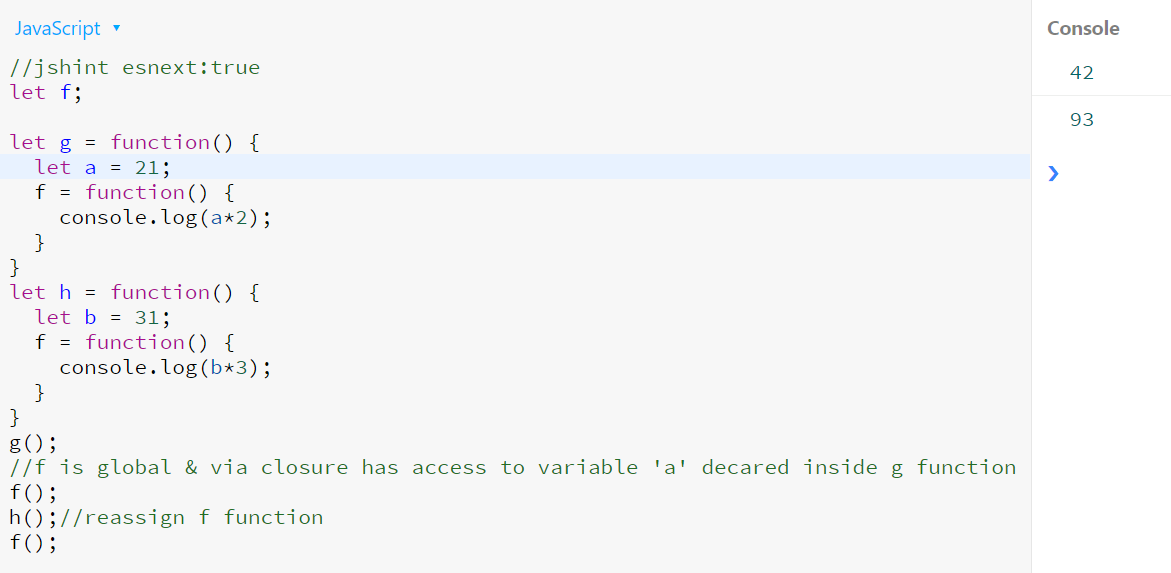 JavaScript ▾
//jshint esnext:true
let f;
let g = function() {
  let a = 21;
  f = function() {
    console.log(a*2);
  }
}
let h = function() {
  let b = 31;
  f = function() {
    console.log(b*3);
  }
}
g();
//f is global & via closure has access to variable 'a' decared inside g function
f();
h();//reassign f function
f();
Console
42
93
❯